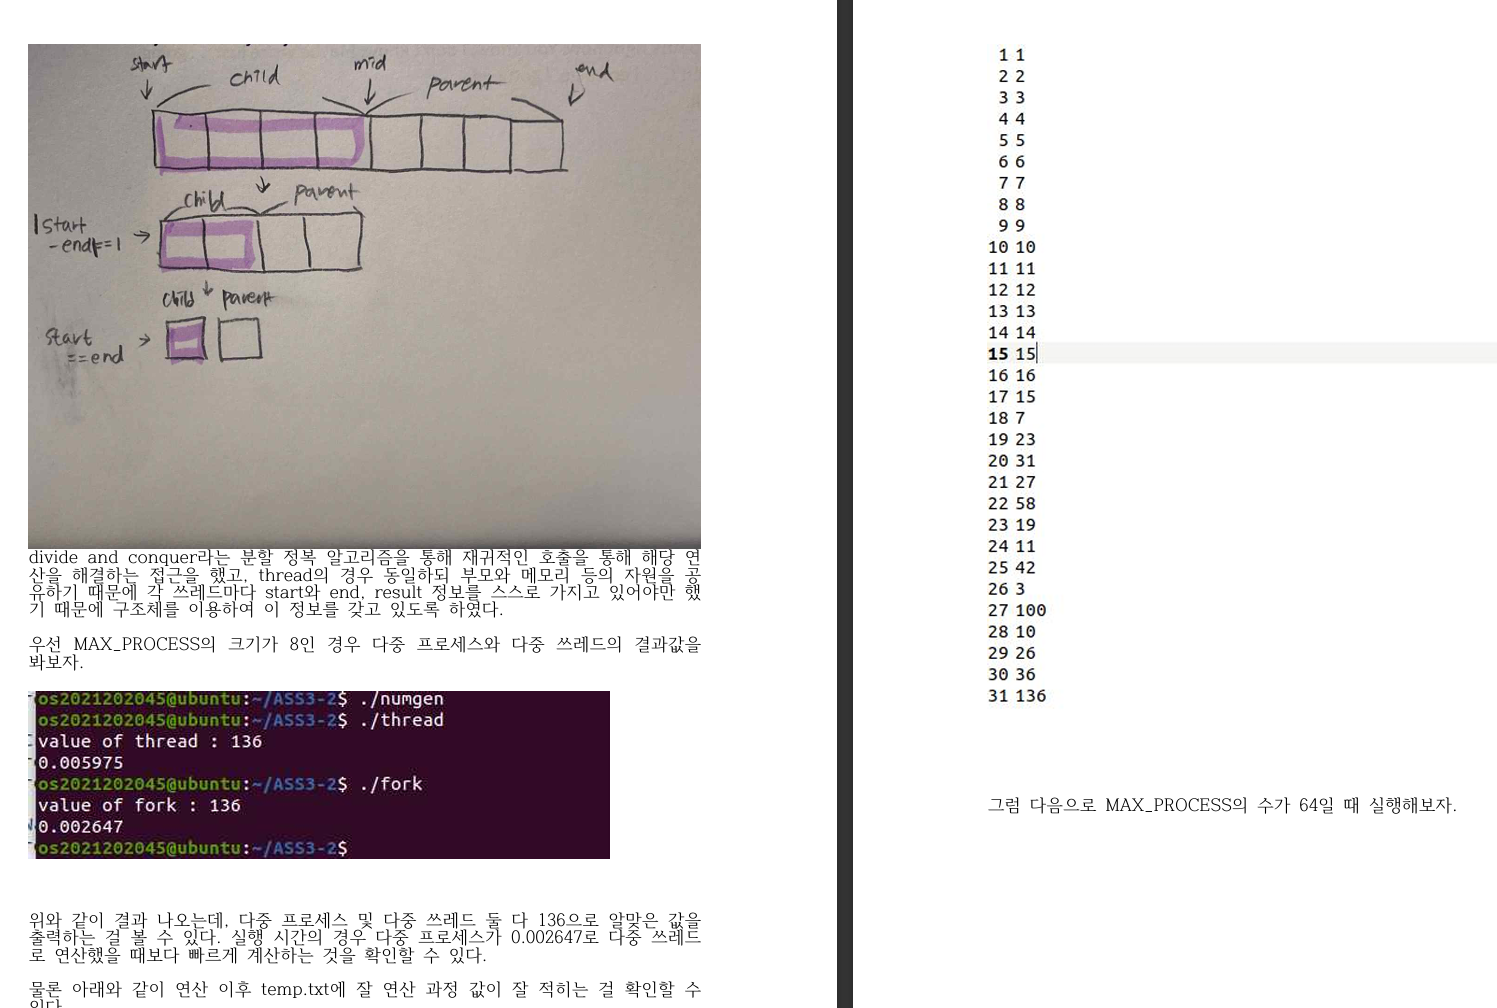 start child mid parent end
child parent
|start
-end|==1
child parent
start
==end
divide and conquer라는 분할 정복 알고리즘을 통해 재귀적인 호출을 통해 해당 연
산을 해결하는 접근을 했고, thread의 경우 동일하되 부모와 메모리 등의 자원을 공
유하기 때문에 각 쓰레드마다 start와 end, result 정보를 스스로 가지고 있어야만 했
기 때문에 구조체를 이용하여 이 정보를 갖고 있도록 하였다.
우선 MAX_PROCESS의 크기가 8인 경우 다중 프로세스와 다중 쓰레드의 결과값을
봐보자.
os2021202045@ubuntu:~/ASS3-2$ ./numgen
os2021202045@ubuntu:~/ASS3-2$ ./thread
value of thread : 136
0.005975
os2021202045@ubuntu:~/ASS3-2$ ./fork
value of fork : 136
0.002647
os2021202045@ubuntu:~/ASS3-2$
위와 같이 결과 나오는데, 다중 프로세스 및 다중 쓰레드 둘 다 136으로 알맞은 값을
출력하는 걸 볼 수 있다. 실행 시간의 경우 다중 프로세스가 0.002647로 다중 쓰레드
로 연산했을 때보다 빠르게 계산하는 것을 확인할 수 있다.
물론 아래와 같이 연산 이후 temp.txt에 잘 연산 과정 값이 잘 적히는 걸 확인할 수
있다.
1 1
2 2
3 3
4 4
5 5
6 6
7 7
8 8
9 9
10 10
11 11
12 12
13 13
14 14
15 15
16 16
17 15
18 7
19 23
20 31
21 27
22 58
23 19
24 11
25 42
26 3
27 100
28 10
29 26
30 36
31 136
그럼 다음으로 MAX_PROCESS의 수가 64일 때 실행해보자.